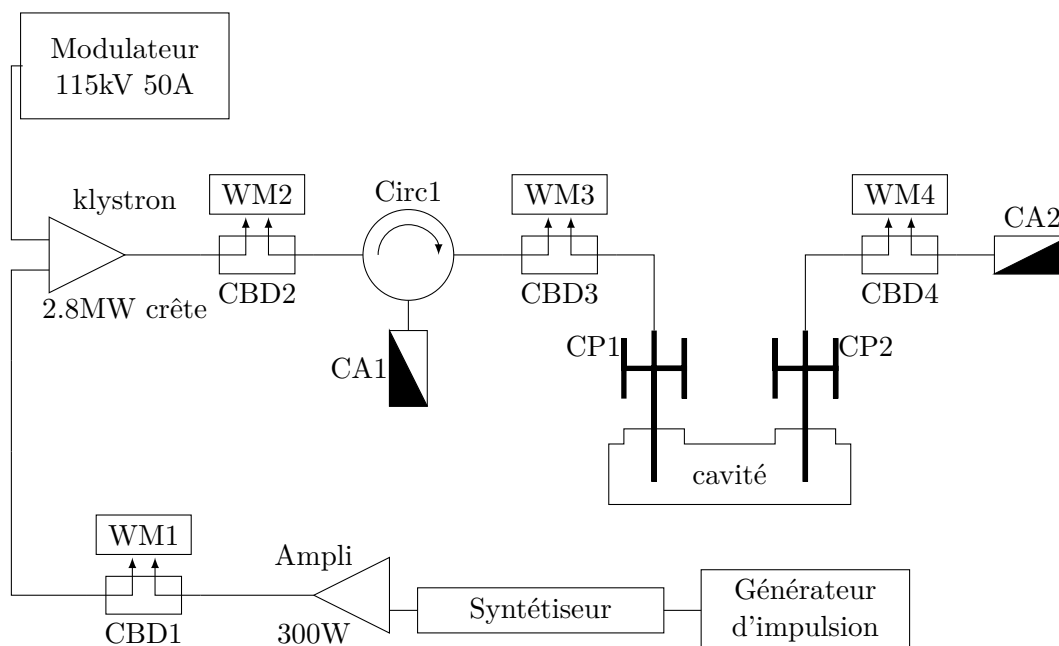 Modulateur
115kV 50A
klystron
WM2
Circ1
WM3
WM4
CA2
CBD2
CBD3
CBD4
2.8MW crête
CA1
CP1
CP2
cavité
WM1
Ampli
CBD1
300W
Syntétiseur
Générateur
d'impulsion